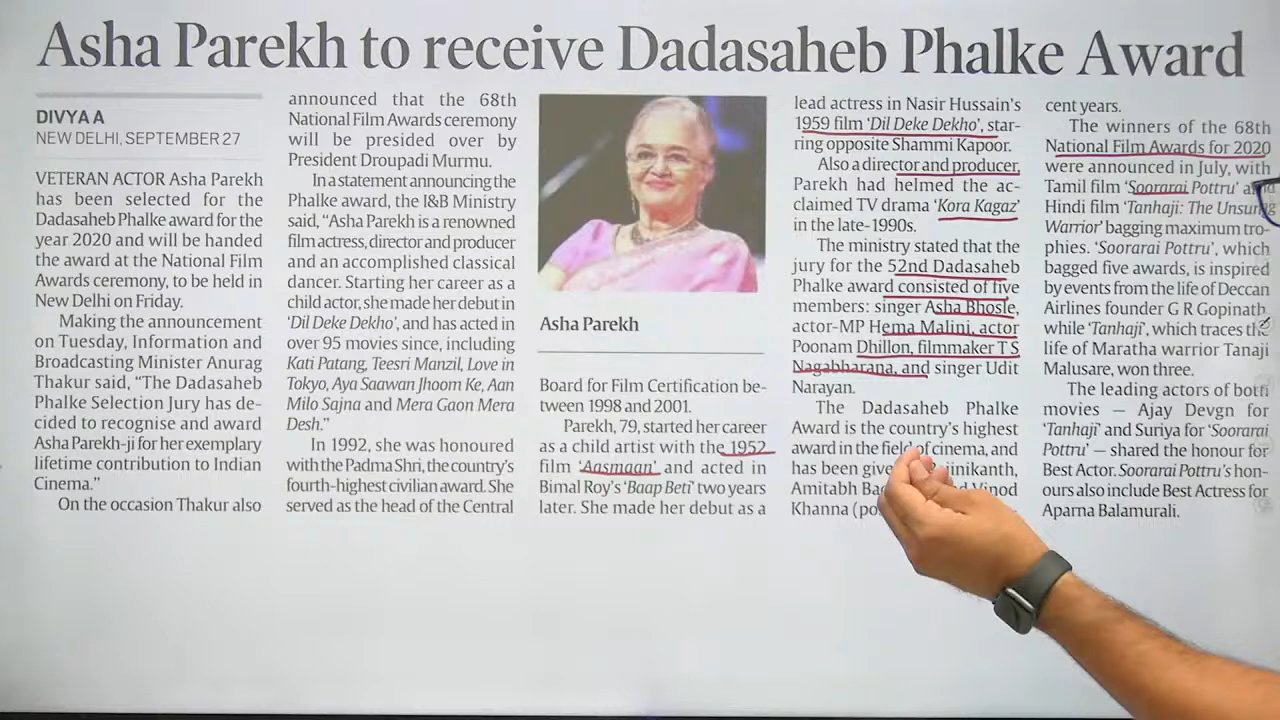 Asha Parekh to receive Dadasaheb Phalke Award
DIVYA A
NEW DELHI, SEPTEMBER 27
VETERAN ACTOR Asha Parekh
has been selected for the
Dadasaheb Phalke award for the
year 2020 and will be handed
the award at the National Film
Awards ceremony, to be held in
New Delhi on Friday.
Making the announcement
on Tuesday, Information and
Broadcasting Minister Anurag
Thakur said, “The Dadasaheb
Phalke Selection Jury has de-
cided to recognise and award
Asha Parekh-ji for her exemplary
lifetime contribution to Indian
Cinema.”
On the occasion Thakur also
announced that the 68th
National Film Awards ceremony
will be presided over by
President Droupadi Murmu.
In a statement announcing the
Phalke award, the I&B Ministry
said, “Asha Parekh is a renowned
film actress, director and producer
and an accomplished classical
dancer. Starting her career as a
child actor, she made her debut in
‘Dil Deke Dekho’, and has acted in
over 95 movies since, including
Kati Patang, Teesri Manzil, Love in
Tokyo, Aya Saawan Jhoom Ke, Aan
Milo Sajna and Mera Gaon Mera
Desh.”
In 1992, she was honoured
with the Padma Shri, the country’s
fourth-highest civilian award. She
served as the head of the Central
Asha Parekh
Board for Film Certification be-
tween 1998 and 2001.
Parekh, 79, started her career
as a child artist with the 1952
film ‘Aasmaan’ and acted in
Bimal Roy’s ‘Baap Beti’ two years
later. She made her debut as a
lead actress in Nasir Hussain’s
1959 film ‘Dil Deke Dekho’, star-
ring opposite Shammi Kapoor.
Also a director and producer,
Parekh had helmed the ac-
claimed TV drama ‘Kora Kagaz’
in the late-1990s.
The ministry stated that the
jury for the 52nd Dadasaheb
Phalke award consisted of five
members: singer Asha Bhosle,
actor-MP Hema Malini, actor
Poonam Dhillon, filmmaker T S
Nagabharana, and singer Udit
Narayan.
The Dadasaheb Phalke
Award is the country’s highest
award in the field of cinema, and
has been
Amitabh Vinod
Khanna
cent years.
The winners of the 68th
National Film Awards for 2020
were announced in July, with
Tamil film ‘Soorarai Pottru’ and
Hindi film ‘Tanhaji: The Unsung
Warrior’ bagging maximum tro-
phies. ‘Soorarai Pottru’, which
bagged five awards, is inspired
by events from the life of Deccan
Airlines founder G R Gopinath
while ‘Tanhaji’, which traces the
life of Maratha warrior Tanaji
Malusare, won three.
The leading actors of both
movies — Ajay Devgn for
‘Tanhaji’ and Suriya for ‘Soorarai
Pottru’ — shared the honour for
Best Actor. Soorarai Pottru’s hon-
ours also include Best Actress for
Aparna Balamurali.